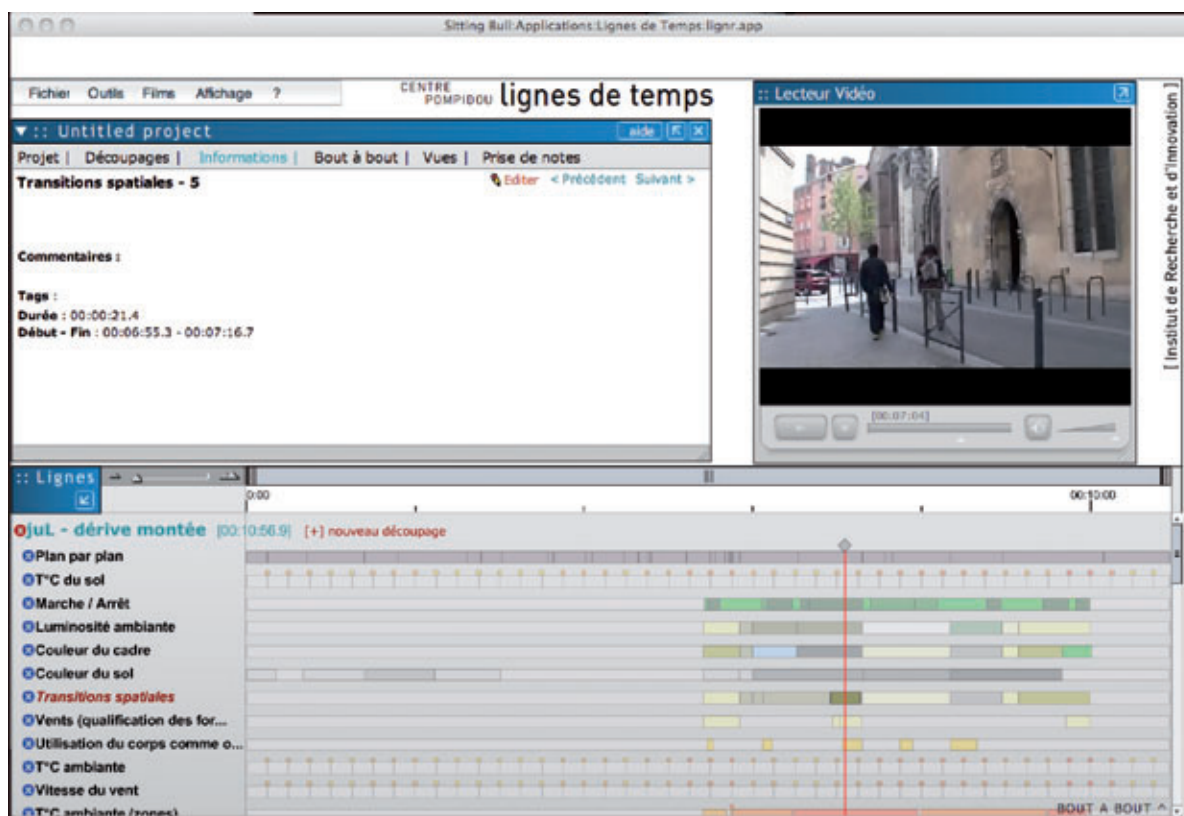 Sitting Bull:Applications:Lignes de Temps:lignr.app
Fichier Outils Films Affichage ?
CENTRE POMPIDOU lignes de temps
:: Lecteur Vidéo
:: Untitled project
aide
Projet | Découpages | Informations | Bout à bout | Vues | Prise de notes
Transitions spatiales - 5
Editer < Précédent Suivant >
Commentaires :
Tags :
Durée : 00:00:21.4
Début - Fin : 00:06:55.3 - 00:07:16.7
[00:07:04]
[ Institut de Recherche et d'Innovation ]
:: Lignes
0:00
00:10:00
juL - dérive montée [00:10:56.9] [+] nouveau découpage
Plan par plan
T°C du sol
Marche / Arrêt
Luminosité ambiante
Couleur du cadre
Couleur du sol
Transitions spatiales
Vents (qualification des for...
Utilisation du corps comme o...
T°C ambiante
Vitesse du vent
T°C ambiante (zones)
BOUT A BOUT ^